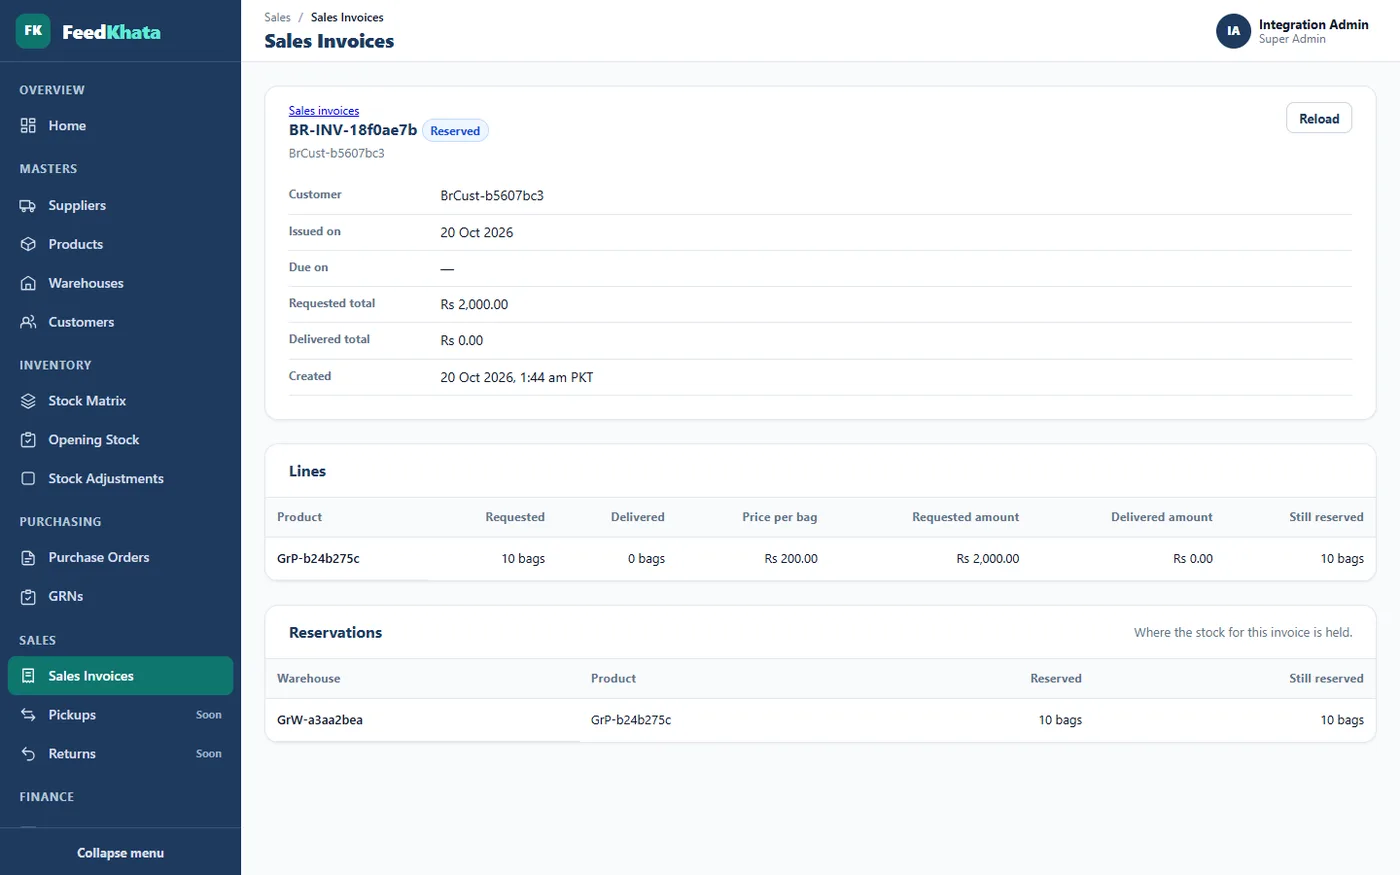 FK FeedKhata
OVERVIEW
Home
MASTERS
Suppliers
Products
Warehouses
Customers
INVENTORY
Stock Matrix
Opening Stock
Stock Adjustments
PURCHASING
Purchase Orders
GRNs
SALES
Sales Invoices
Pickups Soon
Returns Soon
FINANCE
Collapse menu
Sales / Sales Invoices
Sales Invoices
IA Integration Admin
Super Admin
Sales invoices
BR-INV-18f0ae7b Reserved
BrCust-b5607bc3
Reload
Customer BrCust-b5607bc3
Issued on 20 Oct 2026
Due on —
Requested total Rs 2,000.00
Delivered total Rs 0.00
Created 20 Oct 2026, 1:44 am PKT
Lines
Product Requested Delivered Price per bag Requested amount Delivered amount Still reserved
GrP-b24b275c 10 bags 0 bags Rs 200.00 Rs 2,000.00 Rs 0.00 10 bags
Reservations Where the stock for this invoice is held.
Warehouse Product Reserved Still reserved
GrW-a3aa2bea GrP-b24b275c 10 bags 10 bags